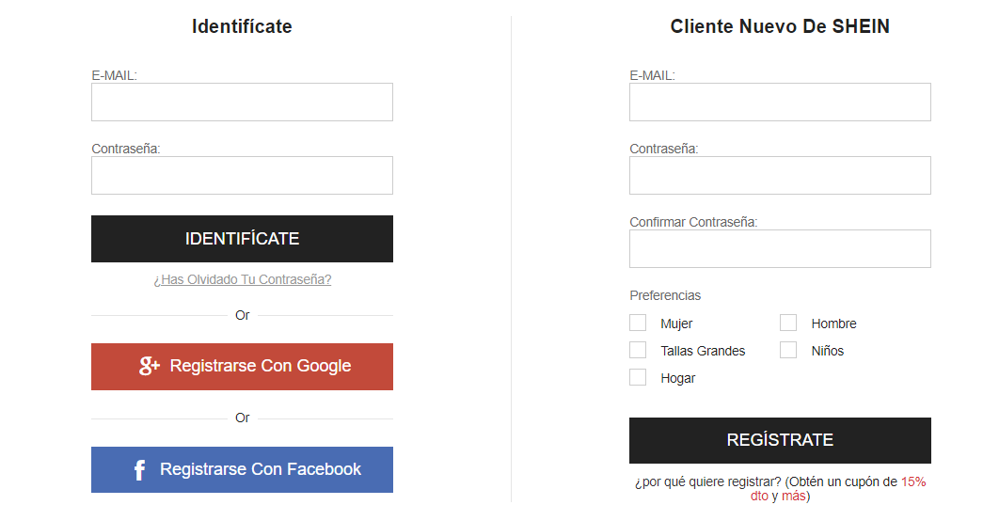 Identifícate
E-MAIL:
Contraseña:
IDENTIFÍCATE
¿Has Olvidado Tu Contraseña?
Or
g+ Registrarse Con Google
Or
f Registrarse Con Facebook
Cliente Nuevo De SHEIN
E-MAIL:
Contraseña:
Confirmar Contraseña:
Preferencias
Mujer
Hombre
Tallas Grandes
Niños
Hogar
REGÍSTRATE
¿por qué quiere registrar? (Obtén un cupón de 15%
dto y más)